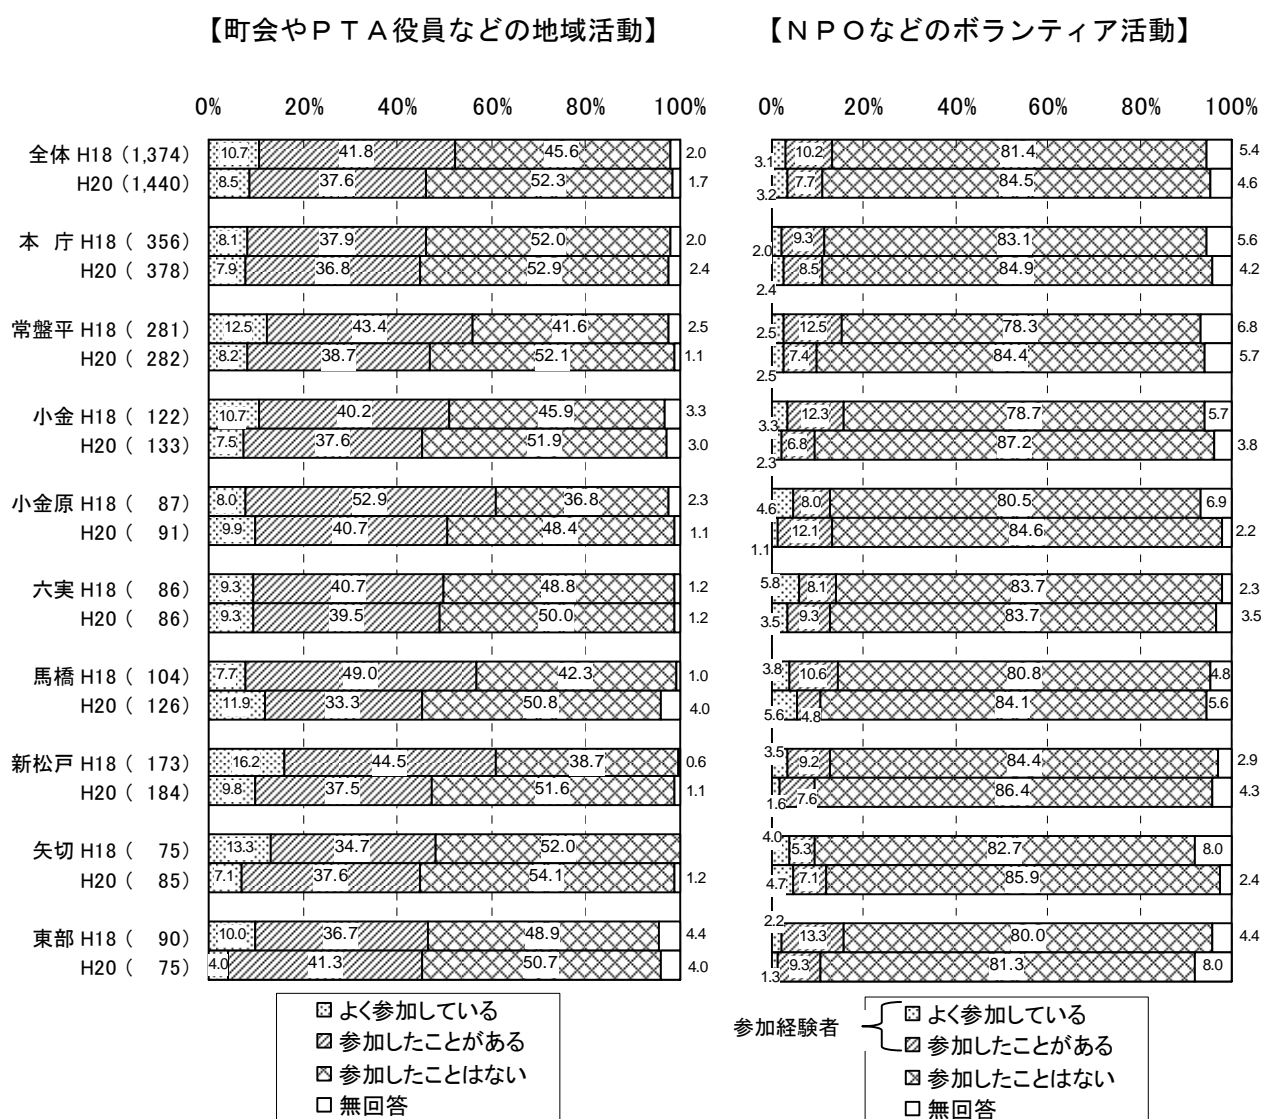 【町会やＰＴＡ役員などの地域活動】 【ＮＰＯなどのボランティア活動】
0% 20% 40% 60% 80% 100% 0% 20% 40% 60% 80% 100%
全体 H18（1,374） 10.7 41.8 45.6 2.0 3.1 10.2 81.4 5.4
H20（1,440） 8.5 37.6 52.3 1.7 3.2 7.7 84.5 4.6
本 庁 H18（ 356） 8.1 37.9 52.0 2.0 2.0 9.3 83.1 5.6
H20（ 378） 7.9 36.8 52.9 2.4 2.4 8.5 84.9 4.2
常盤平 H18（ 281） 12.5 43.4 41.6 2.5 2.5 12.5 78.3 6.8
H20（ 282） 8.2 38.7 52.1 1.1 2.5 7.4 84.4 5.7
小金 H18（ 122） 10.7 40.2 45.9 3.3 3.3 12.3 78.7 5.7
H20（ 133） 7.5 37.6 51.9 3.0 2.3 6.8 87.2 3.8
小金原 H18（ 87） 8.0 52.9 36.8 2.3 4.6 8.0 80.5 6.9
H20（ 91） 9.9 40.7 48.4 1.1 1.1 12.1 84.6 2.2
六実 H18（ 86） 9.3 40.7 48.8 1.2 5.8 8.1 83.7 2.3
H20（ 86） 9.3 39.5 50.0 1.2 3.5 9.3 83.7 3.5
馬橋 H18（ 104） 7.7 49.0 42.3 1.0 3.8 10.6 80.8 4.8
H20（ 126） 11.9 33.3 50.8 4.0 5.6 4.8 84.1 5.6
新松戸 H18（ 173） 16.2 44.5 38.7 0.6 3.5 9.2 84.4 2.9
H20（ 184） 9.8 37.5 51.6 1.1 1.6 7.6 86.4 4.3
矢切 H18（ 75） 13.3 34.7 52.0 4.0 5.3 82.7 8.0
H20（ 85） 7.1 37.6 54.1 1.2 4.7 7.1 85.9 2.4
東部 H18（ 90） 10.0 36.7 48.9 4.4 2.2 13.3 80.0 4.4
H20（ 75） 4.0 41.3 50.7 4.0 1.3 9.3 81.3 8.0
よく参加している
参加したことがある
参加したことはない
無回答
参加経験者
よく参加している
参加したことがある
参加したことはない
無回答